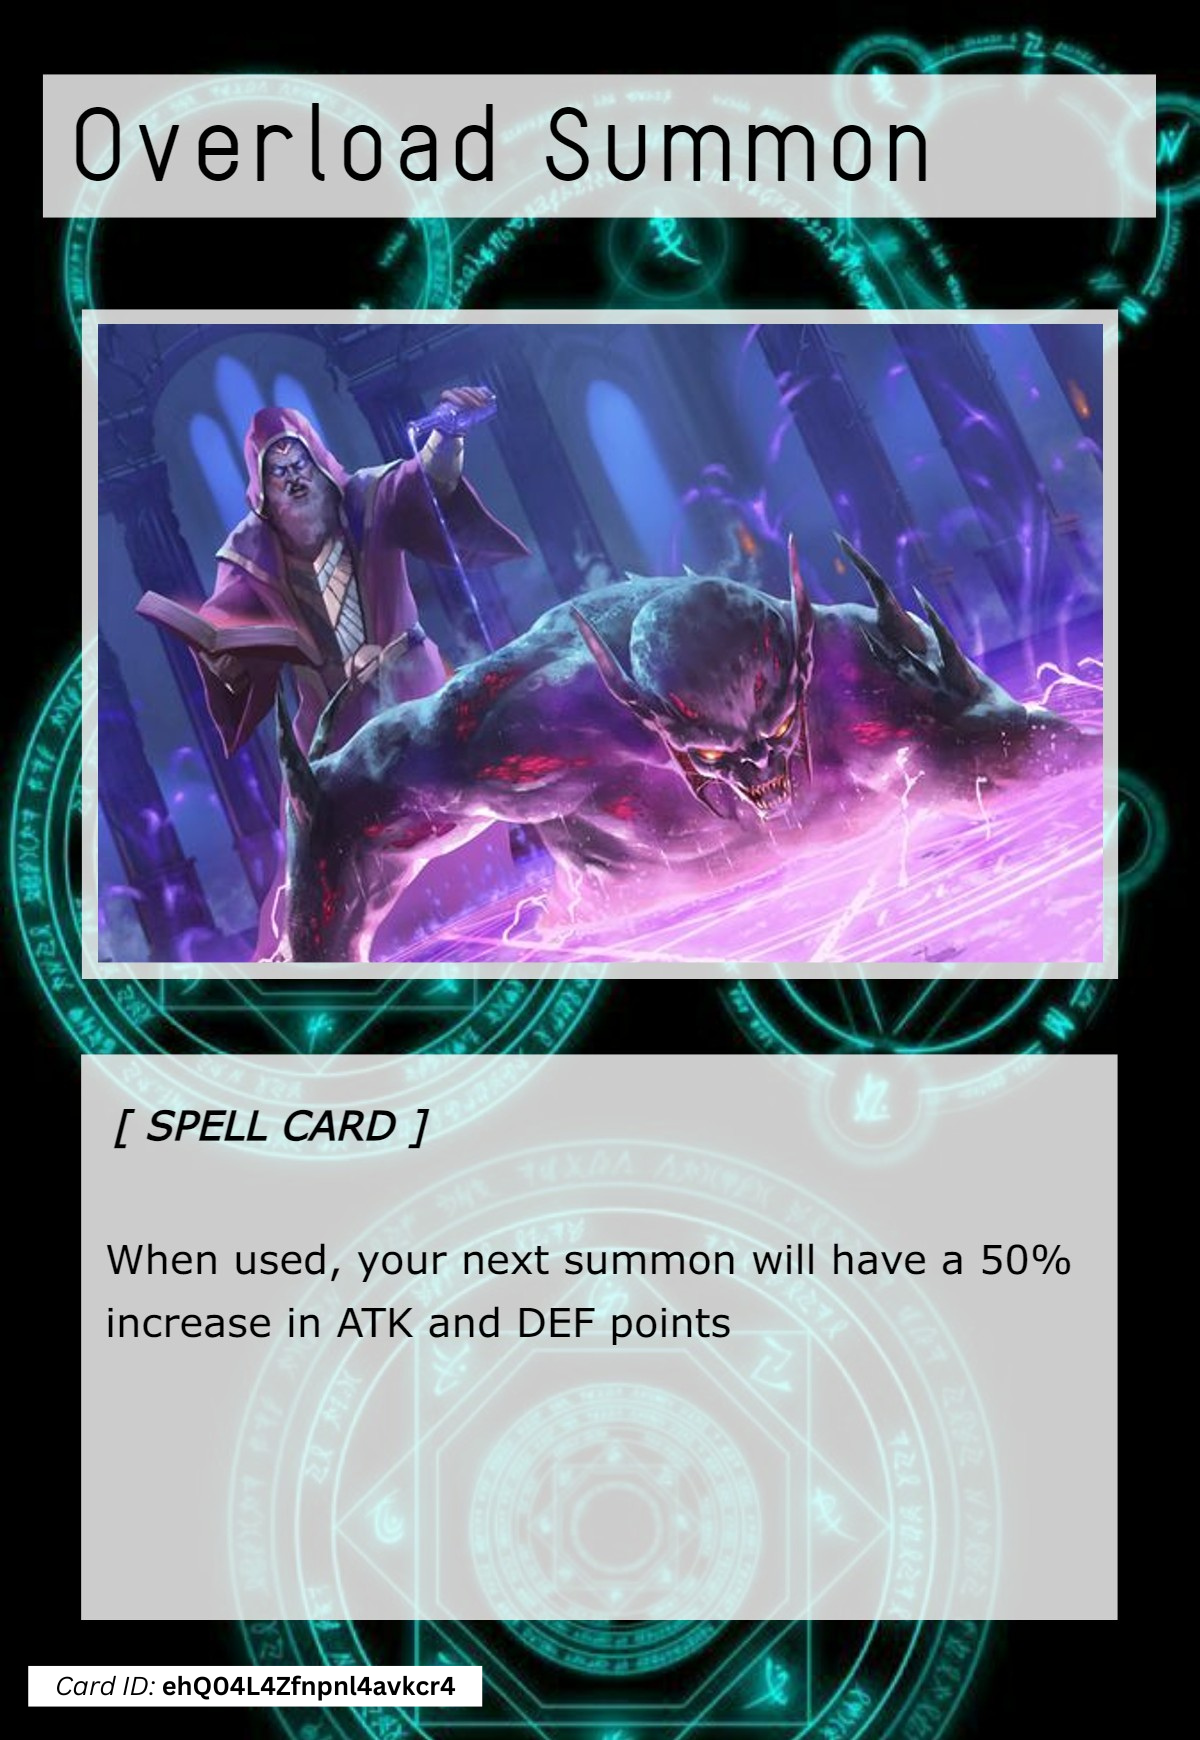 Overload Summon
[ SPELL CARD ]
When used, your next summon will have a 50%
increase in ATK and DEF points
Card ID: ehQ04L4Zfnpnl4avkcr4